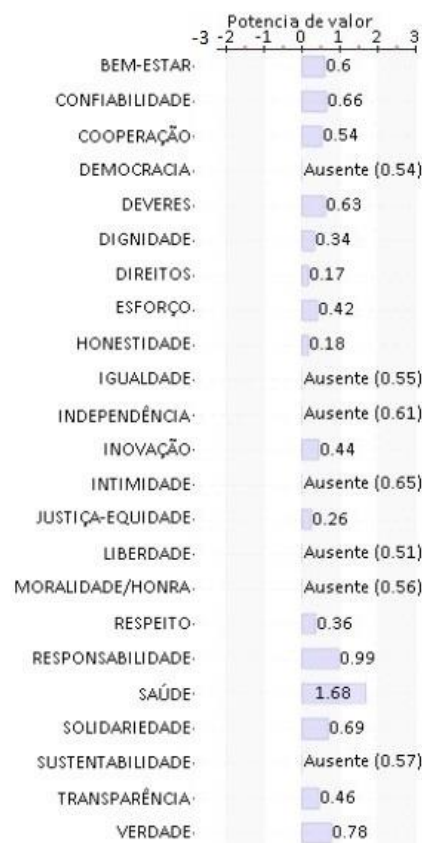 Potencia de valor
-3 -2 -1 0 1 2 3
BEM-ESTAR 0.6
CONFIABILIDADE 0.66
COOPERAÇÃO 0.54
DEMOCRACIA Ausente (0.54)
DEVERES 0.63
DIGNIDADE 0.34
DIREITOS 0.17
ESFORÇO 0.42
HONESTIDADE 0.18
IGUALDADE Ausente (0.55)
INDEPENDÊNCIA Ausente (0.61)
INOVAÇÃO 0.44
INTIMIDADE Ausente (0.65)
JUSTIÇA-EQUIDADE 0.26
LIBERDADE Ausente (0.51)
MORALIDADE/HONRA Ausente (0.56)
RESPEITO 0.36
RESPONSABILIDADE 0.99
SAÚDE 1.68
SOLIDARIEDADE 0.69
SUSTENTABILIDADE Ausente (0.57)
TRANSPARÊNCIA 0.46
VERDADE 0.78